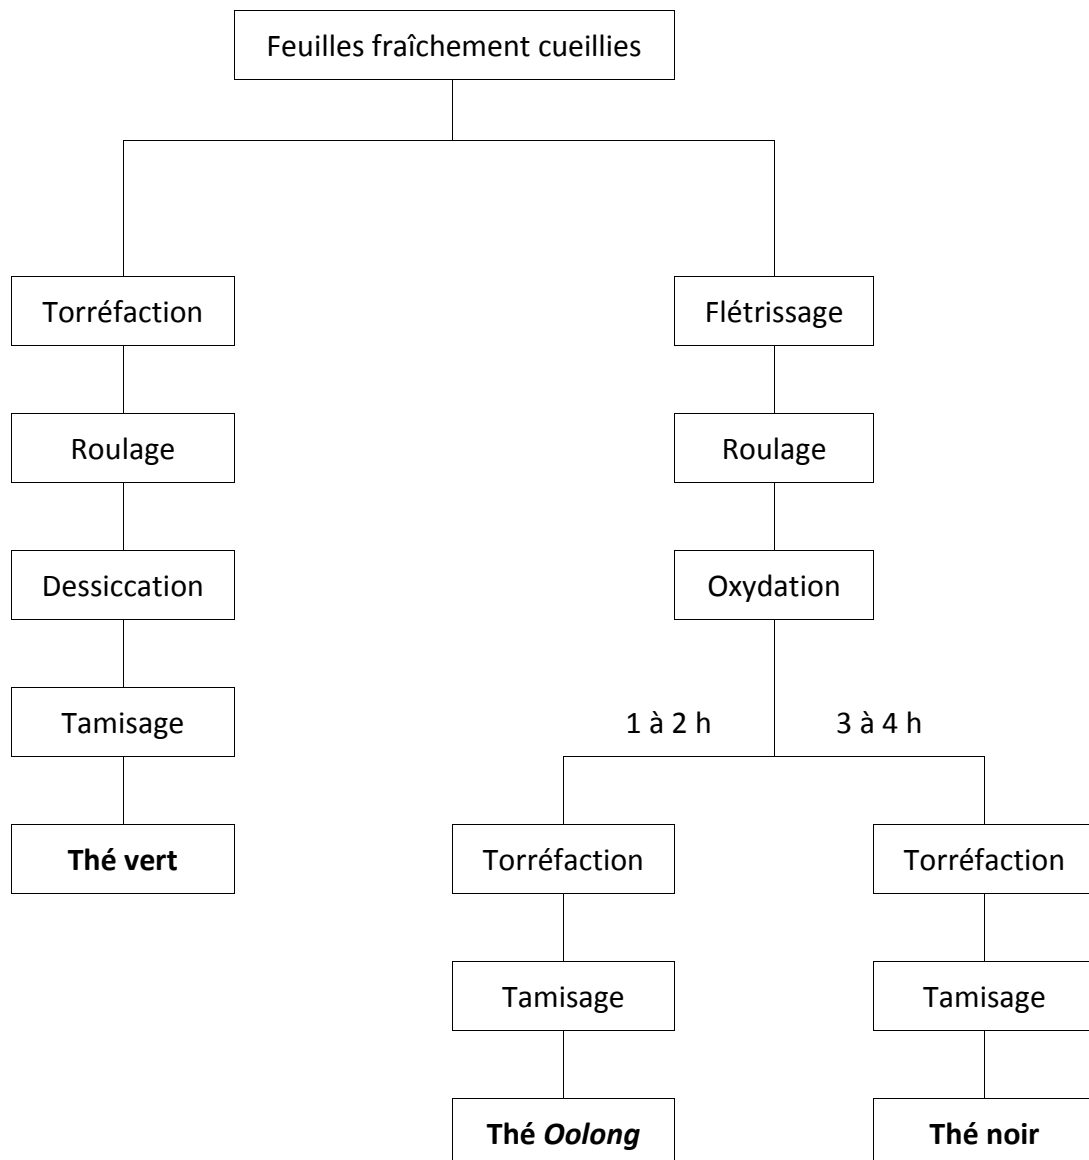 Feuilles fraîchement cueillies
Torréfaction
Flétrissage
Roulage
Roulage
Dessiccation
Oxydation
Tamisage
1 à 2 h
3 à 4 h
Thé vert
Torréfaction
Torréfaction
Tamisage
Tamisage
Thé Oolong
Thé noir